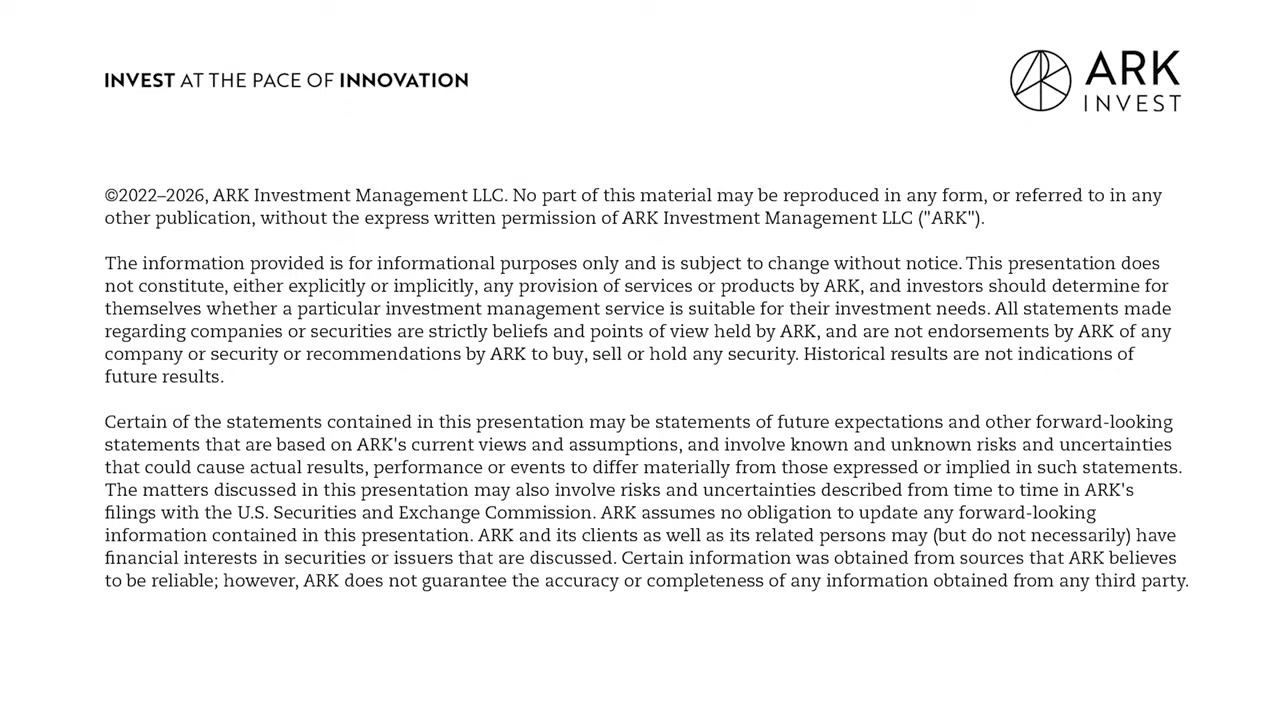 INVEST AT THE PACE OF INNOVATION
ARK
INVEST
©2022–2026, ARK Investment Management LLC. No part of this material may be reproduced in any form, or referred to in any
other publication, without the express written permission of ARK Investment Management LLC ("ARK").
The information provided is for informational purposes only and is subject to change without notice. This presentation does
not constitute, either explicitly or implicitly, any provision of services or products by ARK, and investors should determine for
themselves whether a particular investment management service is suitable for their investment needs. All statements made
regarding companies or securities are strictly beliefs and points of view held by ARK, and are not endorsements by ARK of any
company or security or recommendations by ARK to buy, sell or hold any security. Historical results are not indications of
future results.
Certain of the statements contained in this presentation may be statements of future expectations and other forward-looking
statements that are based on ARK's current views and assumptions, and involve known and unknown risks and uncertainties
that could cause actual results, performance or events to differ materially from those expressed or implied in such statements.
The matters discussed in this presentation may also involve risks and uncertainties described from time to time in ARK's
filings with the U.S. Securities and Exchange Commission. ARK assumes no obligation to update any forward-looking
information contained in this presentation. ARK and its clients as well as its related persons may (but do not necessarily) have
financial interests in securities or issuers that are discussed. Certain information was obtained from sources that ARK believes
to be reliable; however, ARK does not guarantee the accuracy or completeness of any information obtained from any third party.